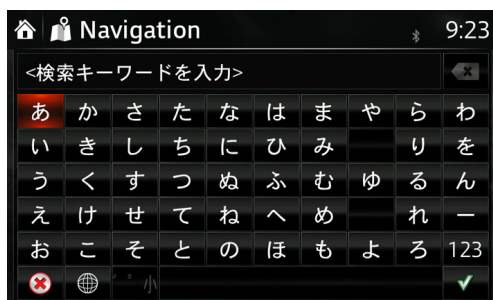 Navigation 9:23
<検索キーワードを入力>
あ か さ た な は ま や ら わ
い き し ち に ひ み り を
う く す つ ぬ ふ む ゆ る ん
え け せ て ね へ め れ ー
お こ そ と の ほ も よ ろ 123
゛゜小